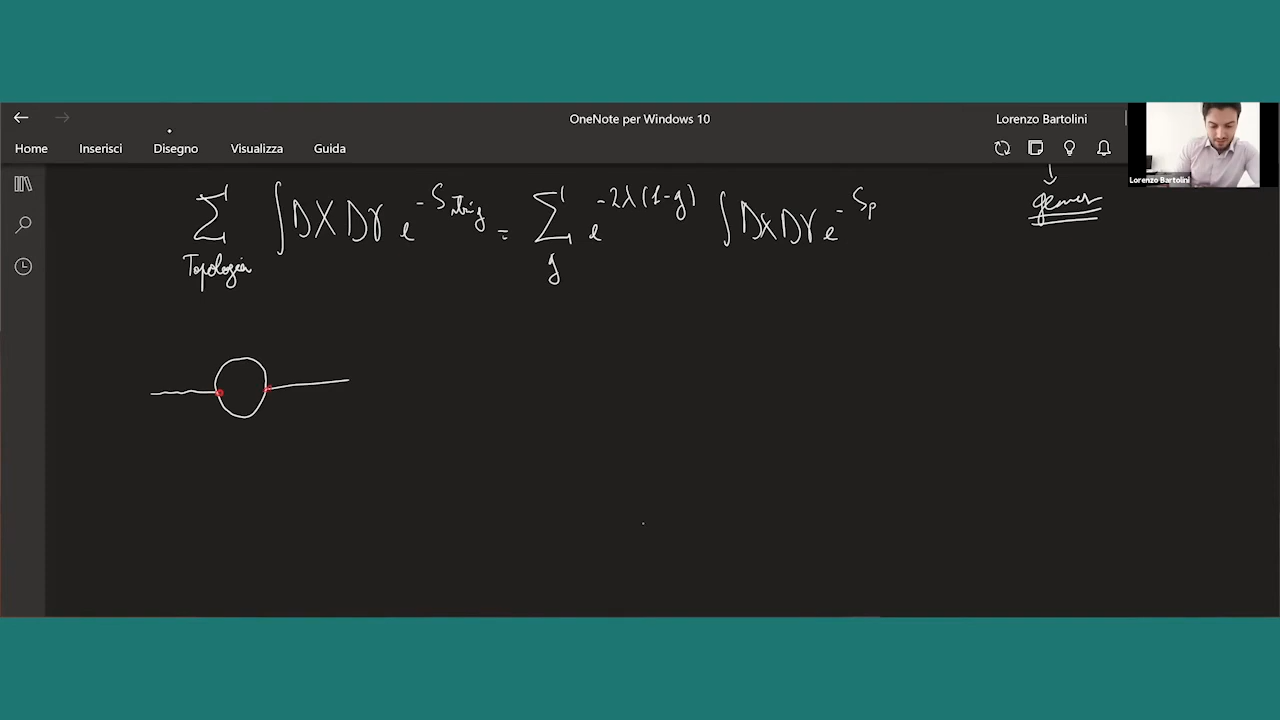 OneNote per Windows 10
Lorenzo Bartolini
Home Inserisci Disegno Visualizza Guida
Lorenzo Bartolini
genus
∑ ∫DX Dγ e^{-S_{string}} = ∑ e^{-2λ(1-g)} ∫DX Dγ e^{-S_P}
Topologia g